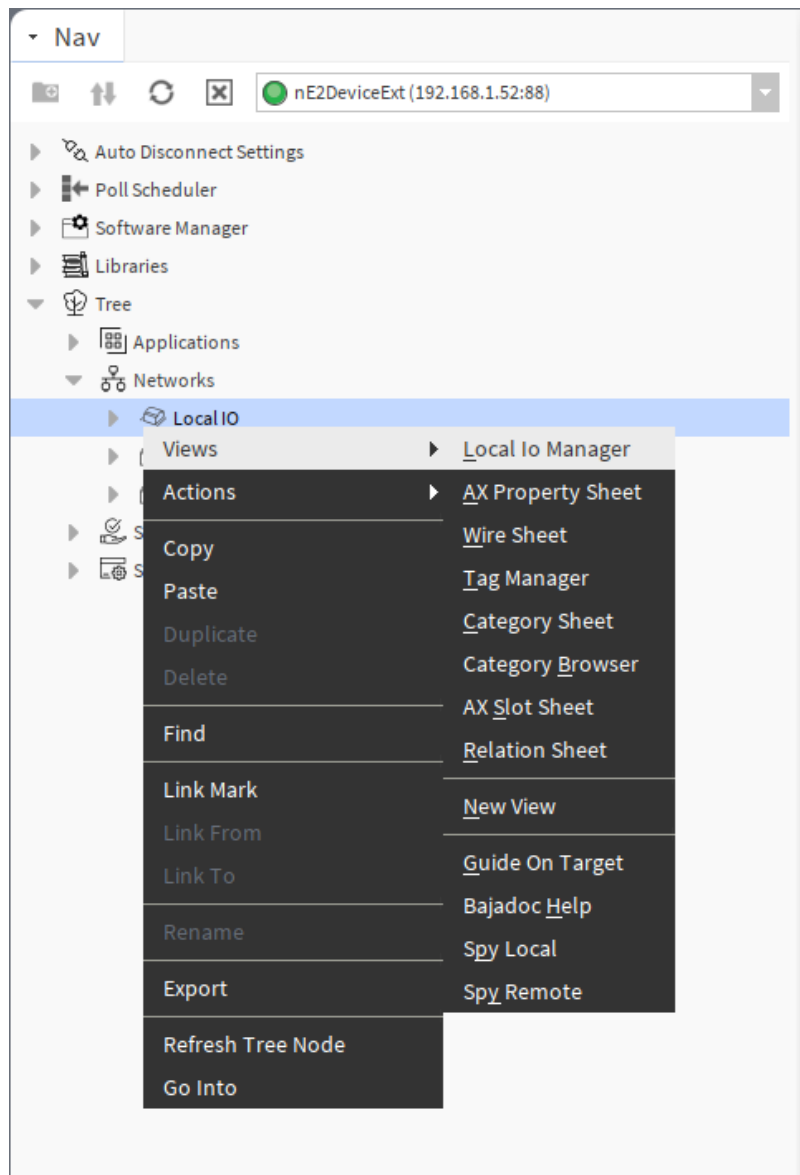 Nav
nE2DeviceExt (192.168.1.52:88)
Auto Disconnect Settings
Poll Scheduler
Software Manager
Libraries
Tree
Applications
Networks
Local IO
Views
Actions
Copy
Paste
Duplicate
Delete
Find
Link Mark
Link From
Link To
Rename
Export
Refresh Tree Node
Go Into
Local Io Manager
AX Property Sheet
Wire Sheet
Tag Manager
Category Sheet
Category Browser
AX Slot Sheet
Relation Sheet
New View
Guide On Target
Bajadoc Help
Spy Local
Spy Remote